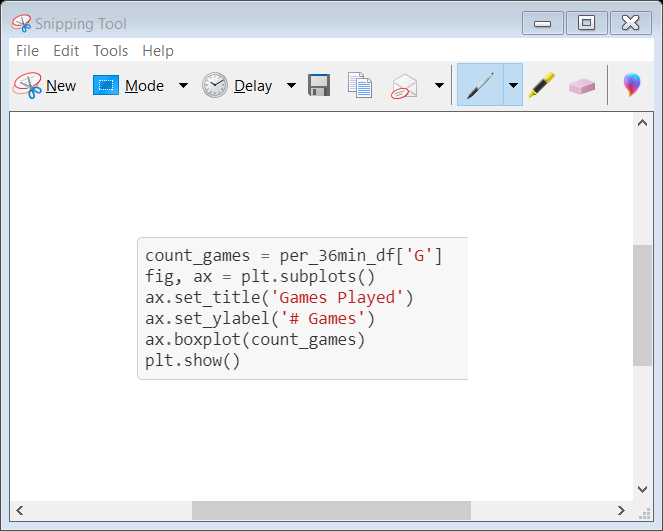 Snipping Tool
File Edit Tools Help
New Mode Delay
count_games = per_36min_df['G']
fig, ax = plt.subplots()
ax.set_title('Games Played')
ax.set_ylabel('# Games')
ax.boxplot(count_games)
plt.show()